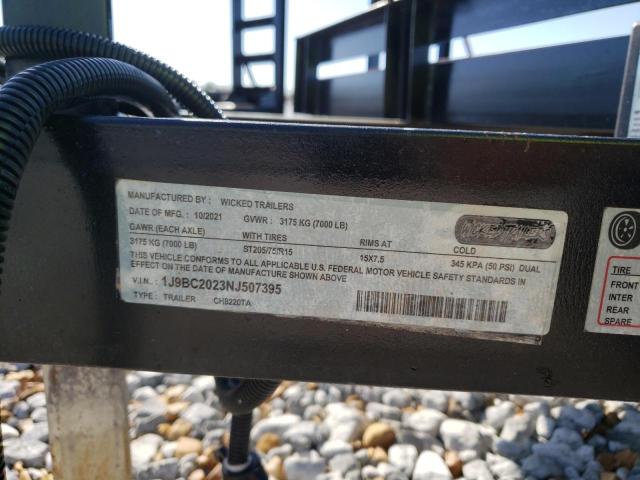 MANUFACTURED BY : WICKED TRAILERS
DATE OF MFG. : 10/2021 GVWR : 3175 KG (7000 LB)
GAWR (EACH AXLE) WITH TIRES RIMS AT COLD
3175 KG (7000 LB) ST205/75/R15 15X7.5 345 KPA (50 PSI) DUAL
THIS VEHICLE CONFORMS TO ALL APPLICABLE U.S. FEDERAL MOTOR VEHICLE SAFETY STANDARDS IN
EFFECT ON THE DATE OF MANUFACTURE SHOWN ABOVE
V.I.N. : 1J9BC2023NJ507395
TYPE : TRAILER CH8220TA
TIRE
FRONT
INTER
REAR
SPARE